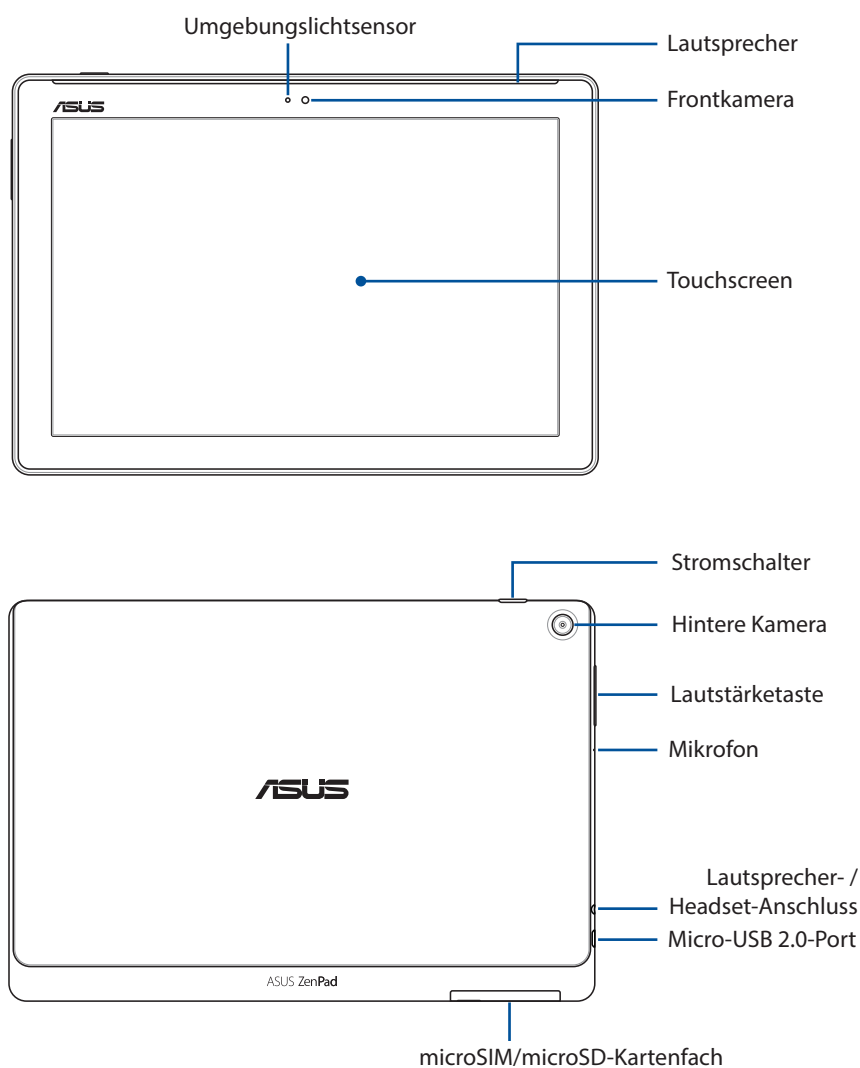 Umgebungslichtsensor
Lautsprecher
Frontkamera
ASUS
Touchscreen
Stromschalter
Hintere Kamera
Lautstärketaste
Mikrofon
ASUS
Lautsprecher- /
Headset-Anschluss
Micro-USB 2.0-Port
ASUS ZenPad
microSIM/microSD-Kartenfach